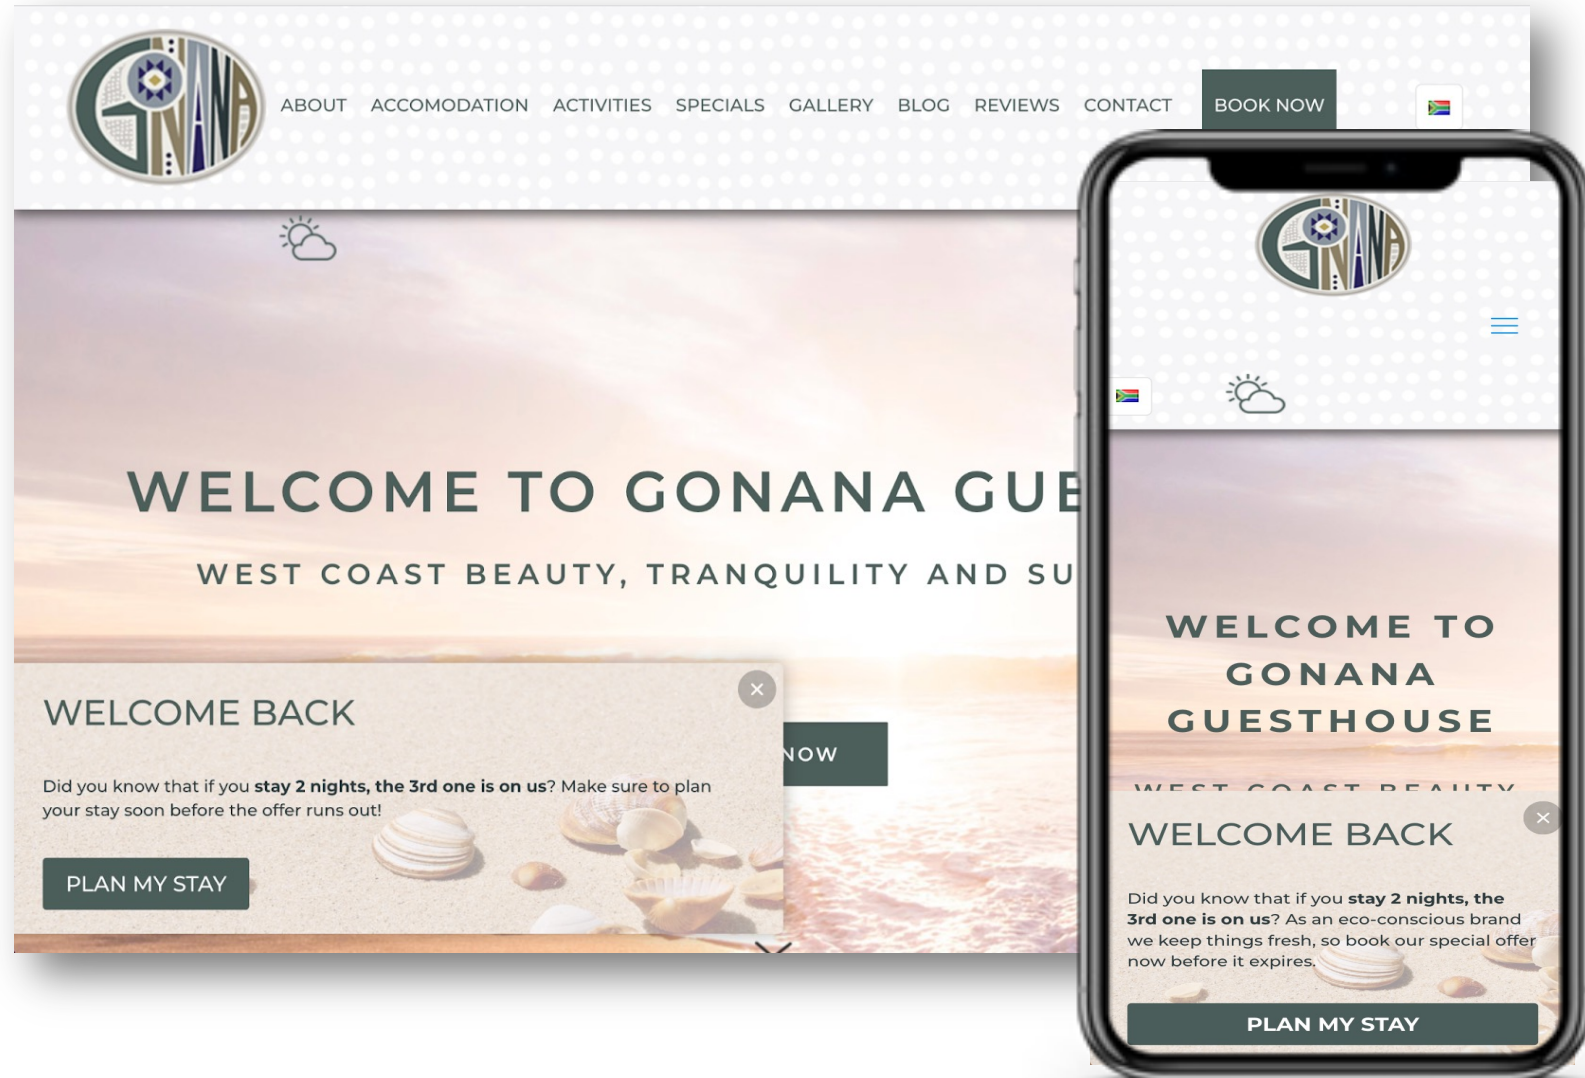 GONANA
ABOUT ACCOMODATION ACTIVITIES SPECIALS GALLERY BLOG REVIEWS CONTACT BOOK NOW
WELCOME TO GONANA GUE
WEST COAST BEAUTY, TRANQUILITY AND SU
NOW
WELCOME BACK
Did you know that if you stay 2 nights, the 3rd one is on us? Make sure to plan
your stay soon before the offer runs out!
PLAN MY STAY
GONANA
WELCOME TO
GONANA
GUESTHOUSE
WEST COAST BEAUTY
WELCOME BACK
Did you know that if you stay 2 nights, the
3rd one is on us? As an eco-conscious brand
we keep things fresh, so book our special offer
now before it expires.
PLAN MY STAY